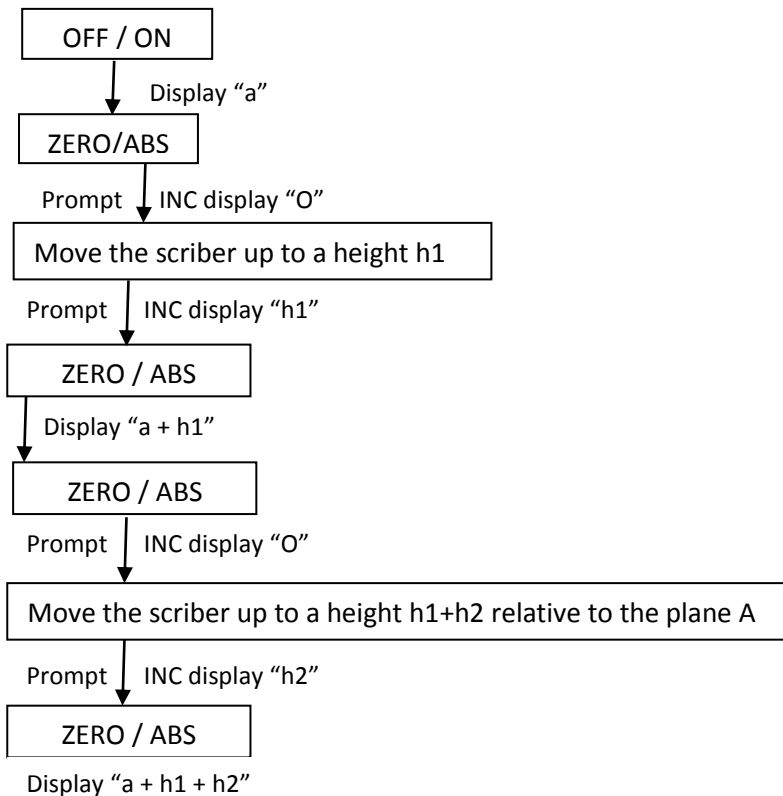 OFF / ON
Display “a”
ZERO/ABS
Prompt INC display “O”
Move the scriber up to a height h1
Prompt INC display “h1”
ZERO / ABS
Display “a + h1”
ZERO / ABS
Prompt INC display “O”
Move the scriber up to a height h1+h2 relative to the plane A
Prompt INC display “h2”
ZERO / ABS
Display “a + h1 + h2”